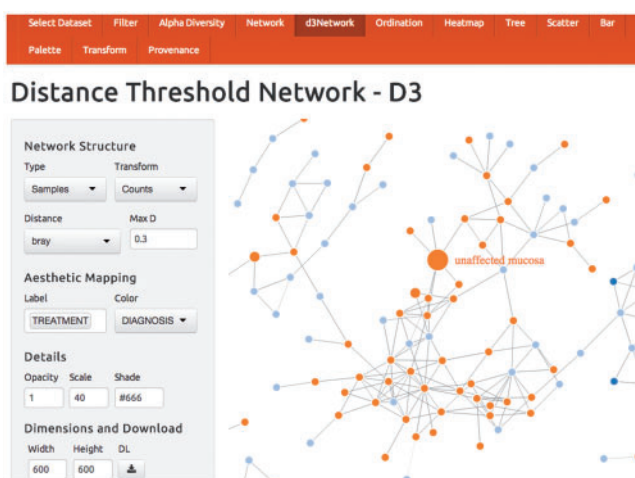 Select Dataset Filter Alpha Diversity Network d3Network Ordination Heatmap Tree Scatter Bar
Palette Transform Provenance
Distance Threshold Network - D3
Network Structure
Type Transform
Samples Counts
Distance Max D
bray 0.3
Aesthetic Mapping
Label Color
TREATMENT DIAGNOSIS
Details
Opacity Scale Shade
1 40 #666
Dimensions and Download
Width Height DL
600 600
unaffected mucosa